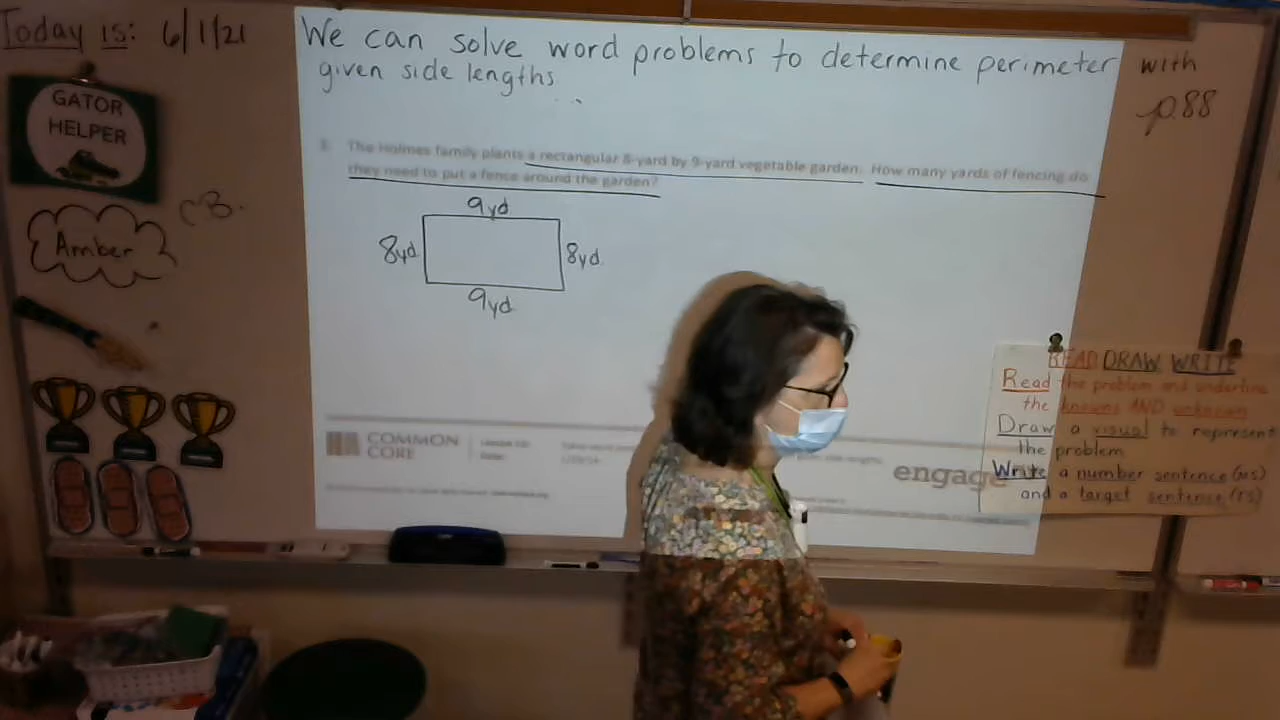 Today is: 6/1/21
We can solve word problems to determine perimeter with
given side lengths
p.88
GATOR
HELPER
Amber
3. The Holmes family plants a rectangular 8-yard by 9-yard vegetable garden. How many yards of fencing do
they need to put a fence around the garden?
9yd
8yd
8yd
9yd
COMMON
CORE
engage
READ DRAW WRITE
Read the problem and underline
the knowns AND unknown
Draw a visual to represent
the problem
Write a number sentence (NS)
and a target sentence (TS)